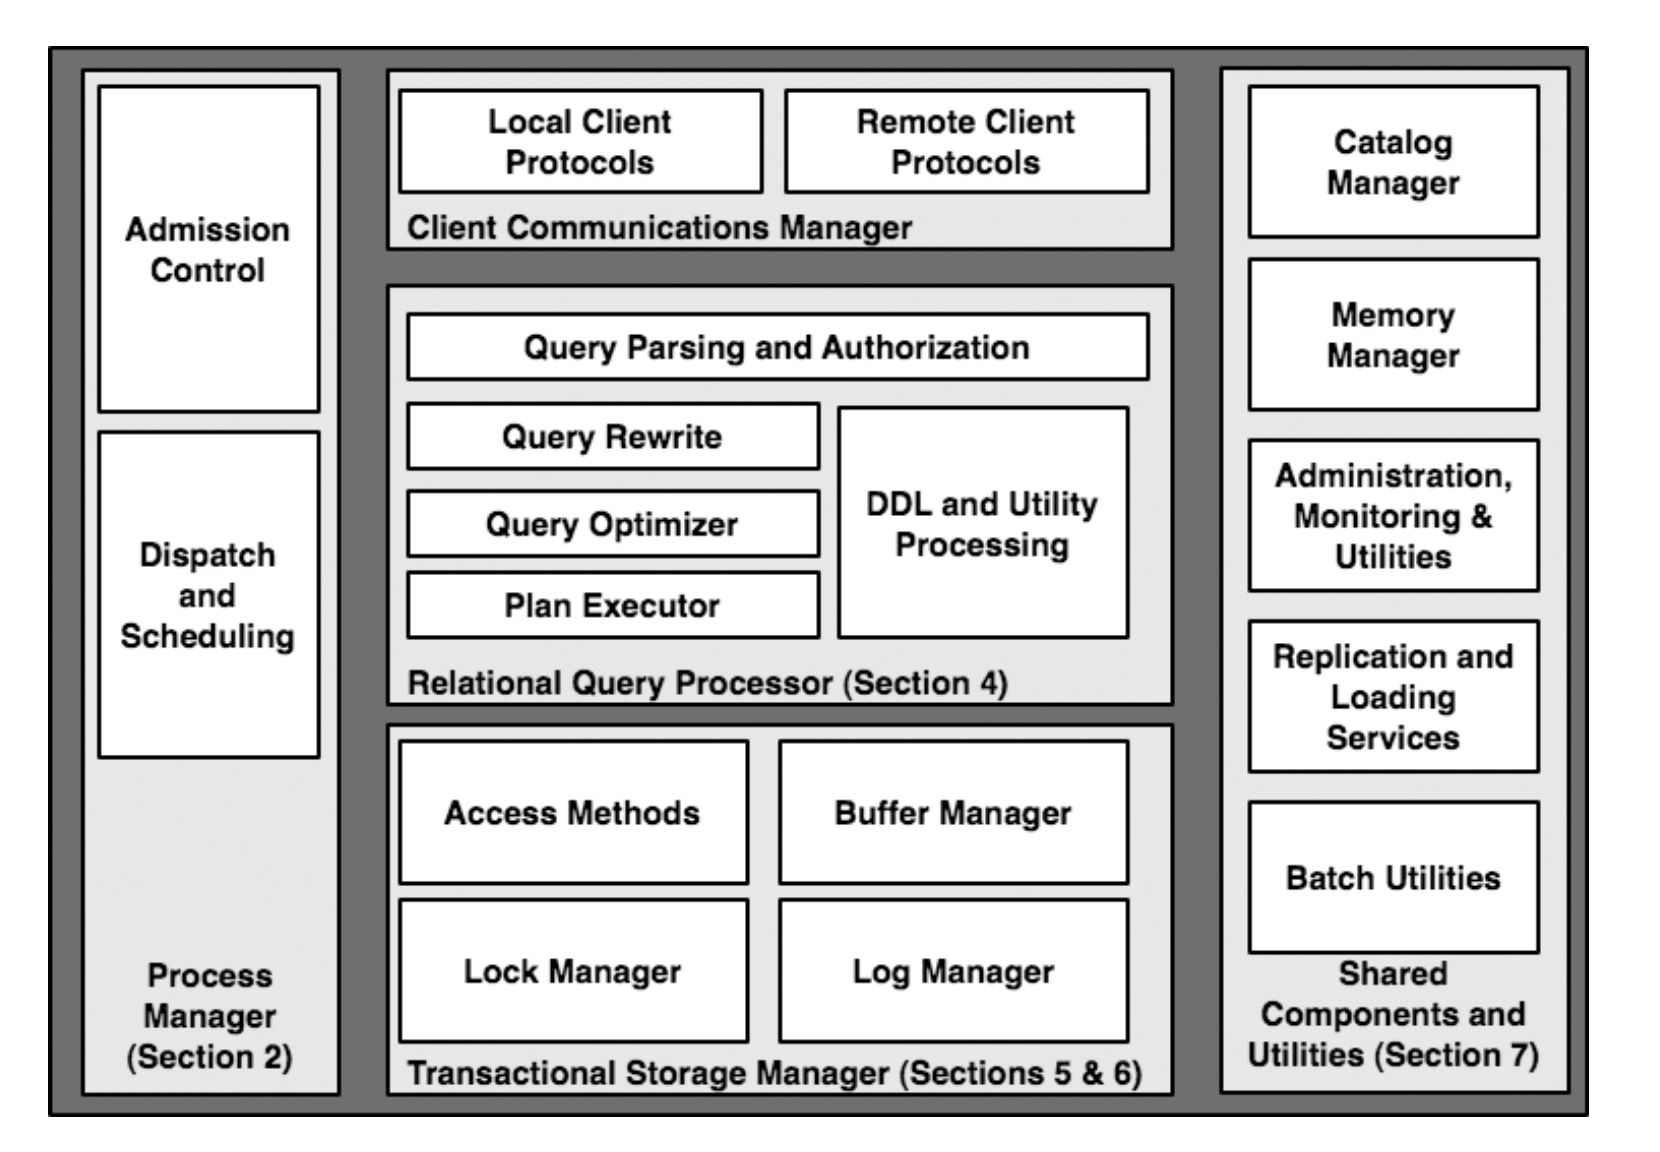 Admission
Control
Dispatch
and
Scheduling
Process
Manager
(Section 2)
Local Client
Protocols
Remote Client
Protocols
Client Communications Manager
Query Parsing and Authorization
Query Rewrite
Query Optimizer
Plan Executor
DDL and Utility
Processing
Relational Query Processor (Section 4)
Access Methods
Buffer Manager
Lock Manager
Log Manager
Transactional Storage Manager (Sections 5 & 6)
Catalog
Manager
Memory
Manager
Administration,
Monitoring &
Utilities
Replication and
Loading
Services
Batch Utilities
Shared
Components and
Utilities (Section 7)